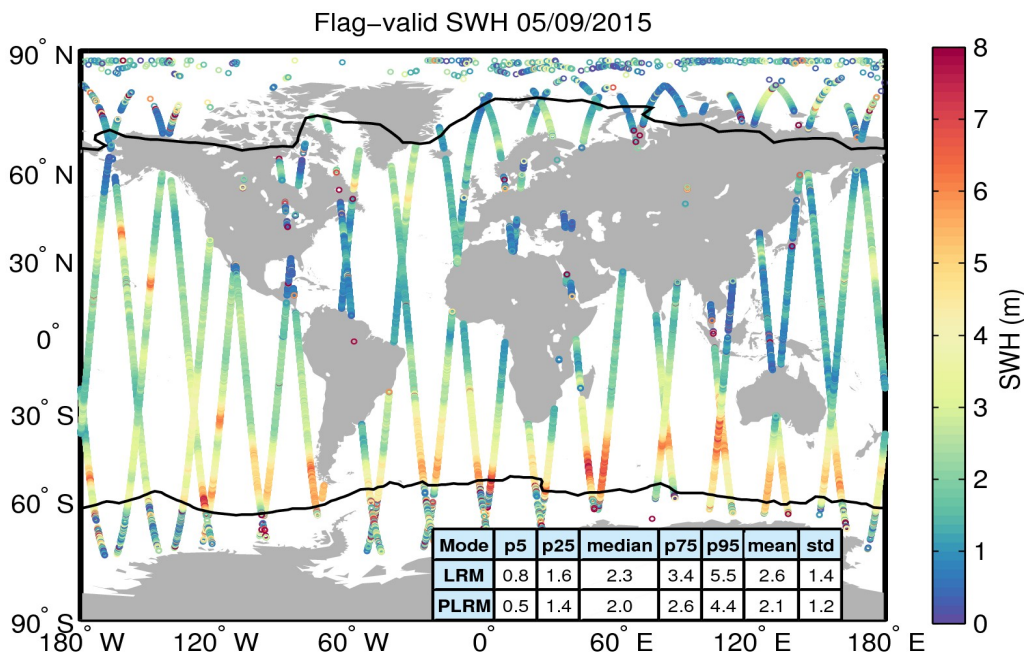 Flag−valid SWH 05/09/2015
90° N
60° N
30° N
0°
30° S
60° S
90° S
180° W
120° W
60° W
0°
60° E
120° E
180° E
Mode p5 p25 median p75 p95 mean std
LRM 0.8 1.6 2.3 3.4 5.5 2.6 1.4
PLRM 0.5 1.4 2.0 2.6 4.4 2.1 1.2
8
7
6
5
4
3
2
1
0
SWH (m)